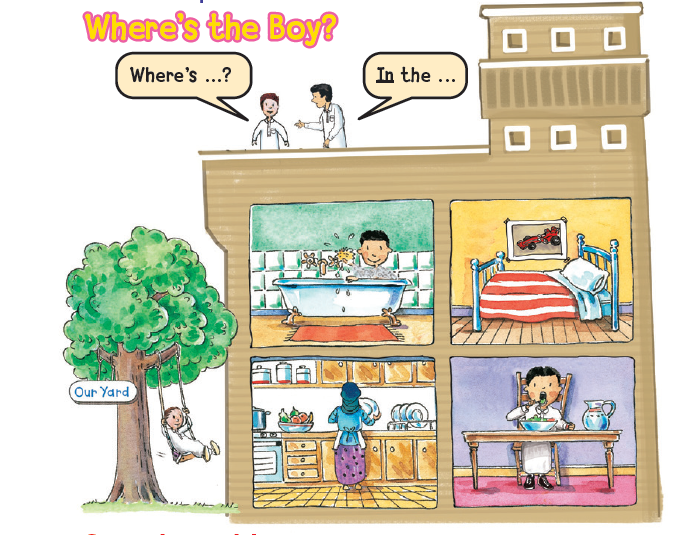 Where's the Boy?
Where's ...?
In the ...
Our Yard